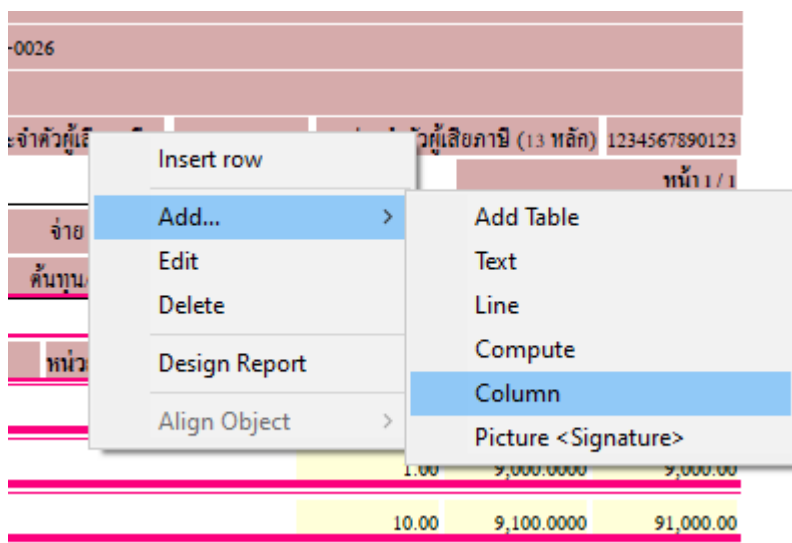 -0026
จำตัวผู้เสียภาษี (13 หลัก) 1234567890123
Insert row
หน้า 1 / 1
Add... >
Add Table
จ่าย
Edit
Text
ต้นทุน
Delete
Line
Compute
หน่ว
Design Report
Column
Align Object >
Picture <Signature>
1.00 9,000.0000 9,000.00
10.00 9,100.0000 91,000.00